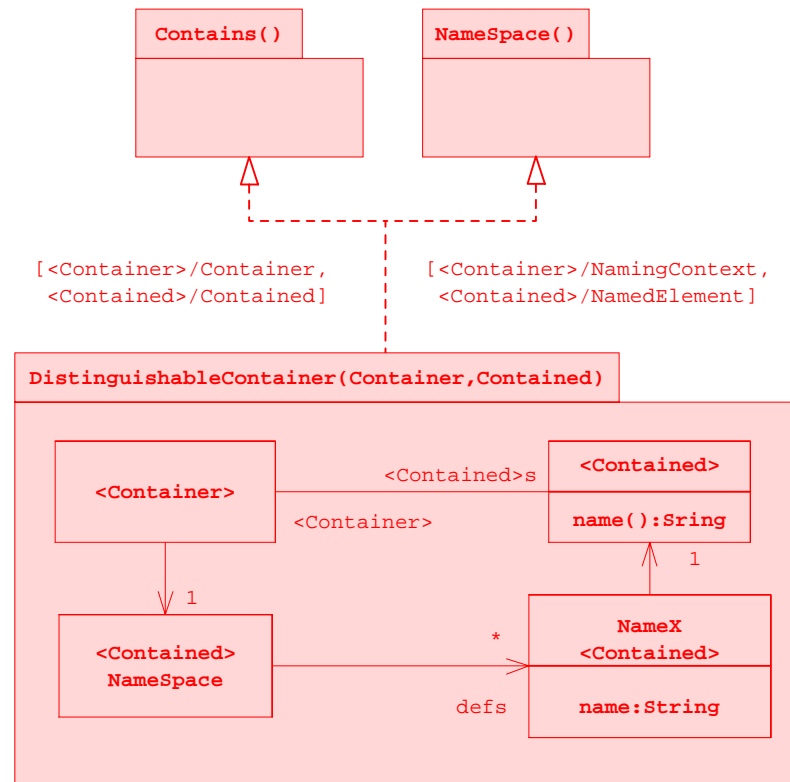 Contains()
NameSpace()
[<Container>/Container,
<Contained>/Contained]
[<Container>/NamingContext,
<Contained>/NamedElement]
DistinguishableContainer(Container,Contained)
<Container>
<Contained>s
<Container>
<Contained>
name():Sring
1
1
<Contained>
NameSpace
*
defs
NameX
<Contained>
name:String